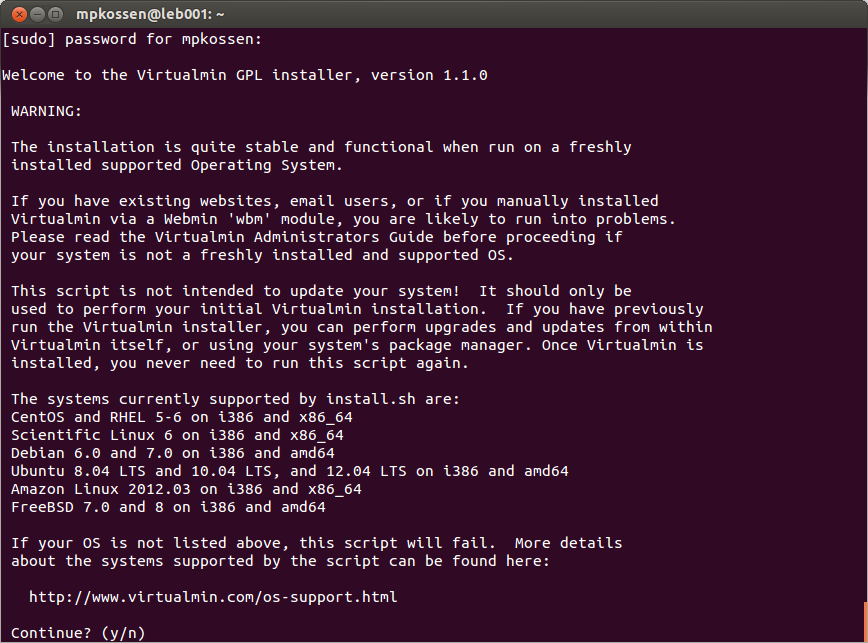 mpkossen@leb001: ~
[sudo] password for mpkossen:
Welcome to the Virtualmin GPL installer, version 1.1.0
WARNING:
The installation is quite stable and functional when run on a freshly
installed supported Operating System.
If you have existing websites, email users, or if you manually installed
Virtualmin via a Webmin 'wbm' module, you are likely to run into problems.
Please read the Virtualmin Administrators Guide before proceeding if
your system is not a freshly installed and supported OS.
This script is not intended to update your system!  It should only be
used to perform your initial Virtualmin installation.  If you have previously
run the Virtualmin installer, you can perform upgrades and updates from within
Virtualmin itself, or using your system's package manager. Once Virtualmin is
installed, you never need to run this script again.
The systems currently supported by install.sh are:
CentOS and RHEL 5-6 on i386 and x86_64
Scientific Linux 6 on i386 and x86_64
Debian 6.0 and 7.0 on i386 and amd64
Ubuntu 8.04 LTS and 10.04 LTS, and 12.04 LTS on i386 and amd64
Amazon Linux 2012.03 on i386 and x86_64
FreeBSD 7.0 and 8 on i386 and amd64
If your OS is not listed above, this script will fail.  More details
about the systems supported by the script can be found here:
http://www.virtualmin.com/os-support.html
Continue? (y/n)